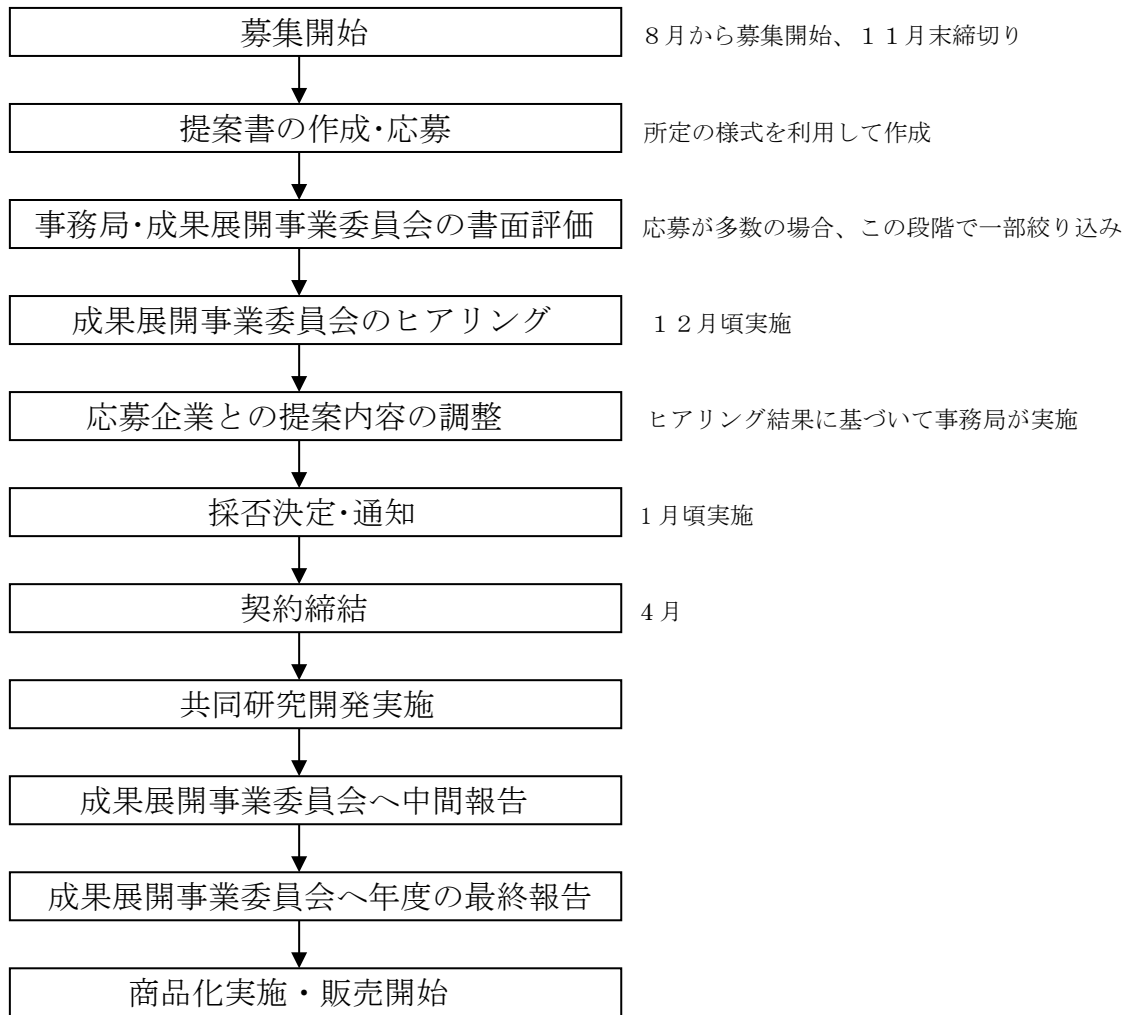 募集開始
８月から募集開始、１１月末締切り
提案書の作成･応募
所定の様式を利用して作成
事務局･成果展開事業委員会の書面評価
応募が多数の場合、この段階で一部絞り込み
成果展開事業委員会のヒアリング
１２月頃実施
応募企業との提案内容の調整
ヒアリング結果に基づいて事務局が実施
採否決定･通知
1月頃実施
契約締結
４月
共同研究開発実施
成果展開事業委員会へ中間報告
成果展開事業委員会へ年度の最終報告
商品化実施・販売開始